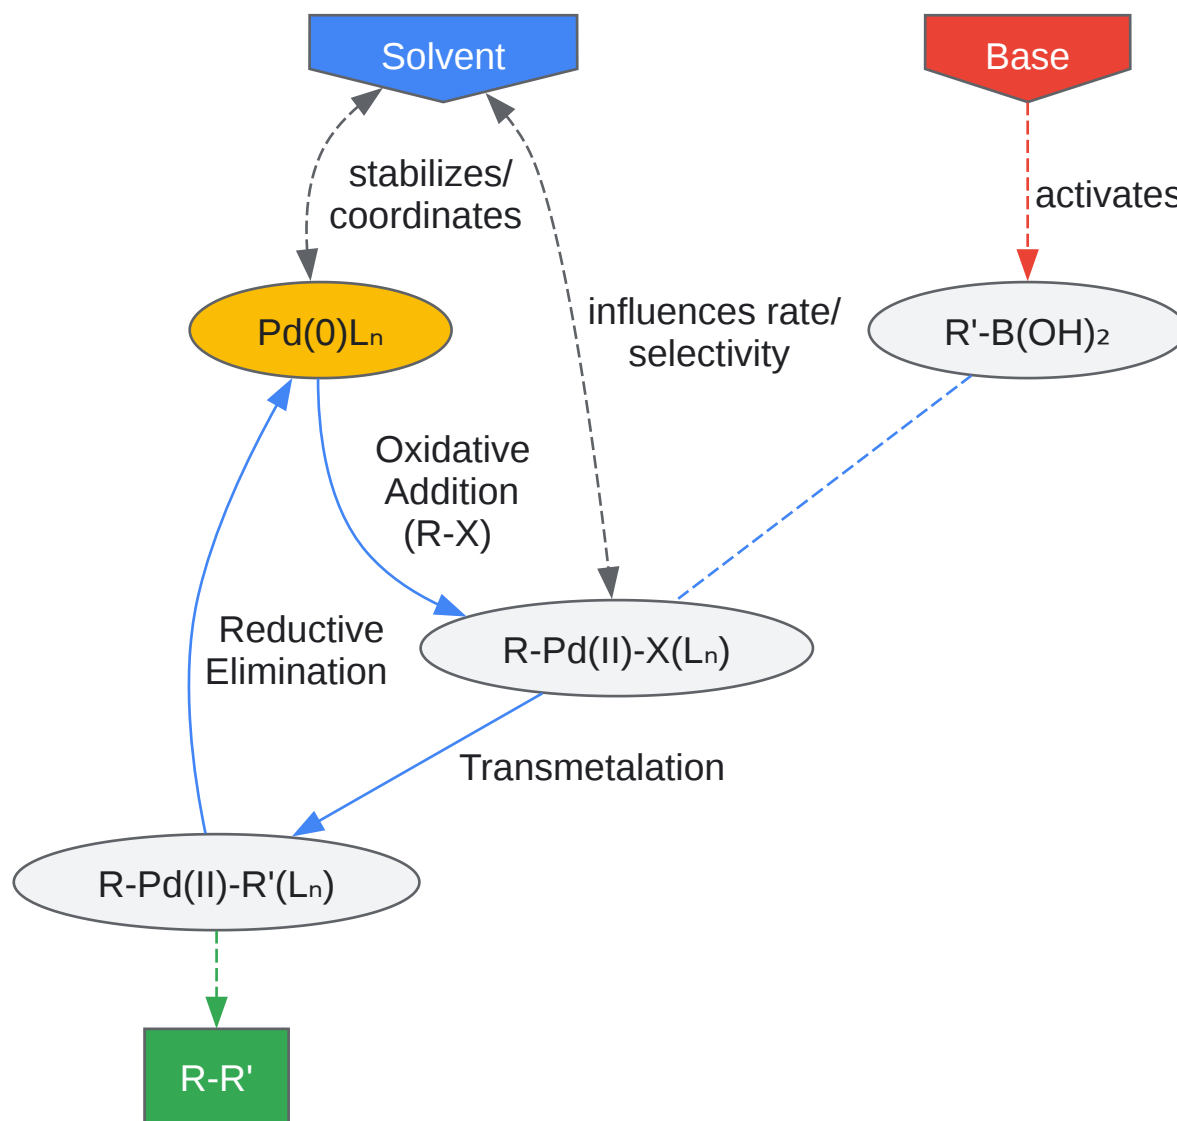 Solvent
Base
stabilizes/
coordinates
activates
influences rate/
selectivity
Pd(0)Lₙ
R'-B(OH)₂
Oxidative
Addition
(R-X)
Reductive
Elimination
R-Pd(II)-X(Lₙ)
Transmetalation
R-Pd(II)-R'(Lₙ)
R-R'